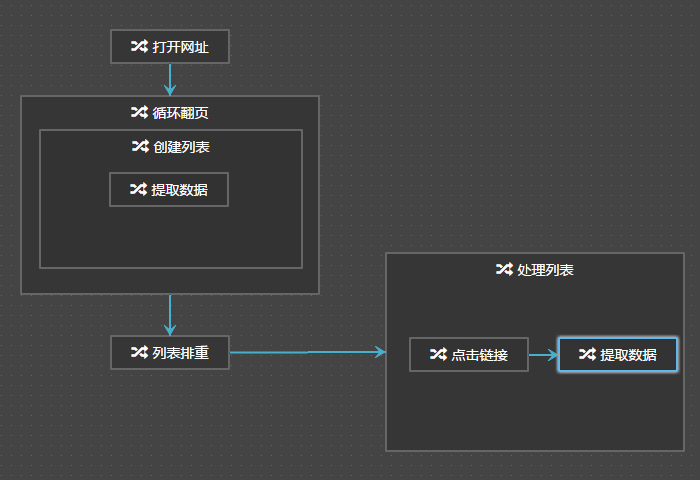 打开网址
循环翻页
创建列表
提取数据
处理列表
列表排重
点击链接
提取数据